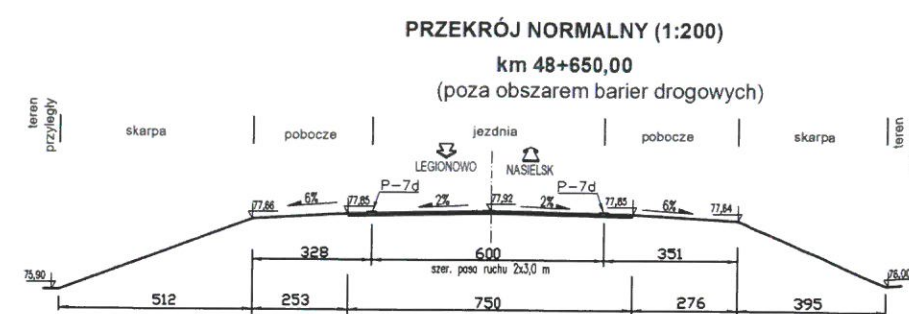 PRZEKRÓJ NORMALNY (1:200)
km 48+650,00
(poza obszarem barier drogowych)
teren przyległy
skarpa
pobocze
jezdnia
pobocze
skarpa
teren
LEGIONOWO
NASIELSK
P-7d
P-7d
77,66
6%
77,85
2%
77,92
2%
77,85
6%
77,64
328
600
351
szer. pasa ruchu 2x3,0 m
75,90
76,00
512
253
750
276
395